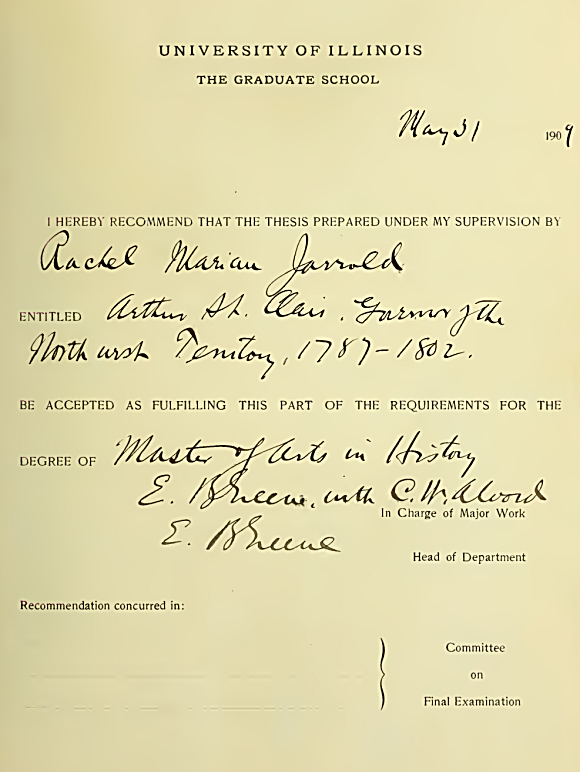 UNIVERSITY OF ILLINOIS
THE GRADUATE SCHOOL
May 31 1909
I HEREBY RECOMMEND THAT THE THESIS PREPARED UNDER MY SUPERVISION BY
Rachel Marian Jarrold
ENTITLED Arthur St. Clair, Governor of the
Northwest Territory, 1787-1802.
BE ACCEPTED AS FULFILLING THIS PART OF THE REQUIREMENTS FOR THE
DEGREE OF Master of Arts in History
E. B Greene, with C. W. Alvord
In Charge of Major Work
E. B Greene
Head of Department
Recommendation concurred in:
Committee
on
Final Examination